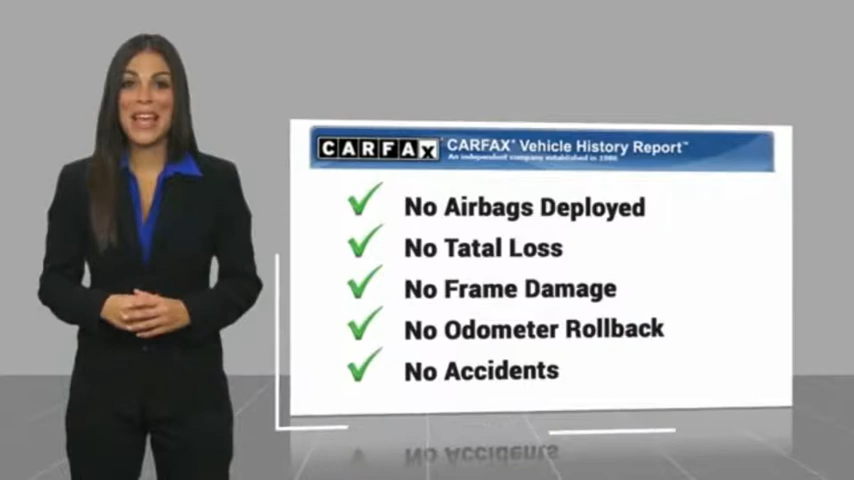 CARFAX CARFAX® Vehicle History Report™
An independent company established in 1986
No Airbags Deployed
No Tatal Loss
No Frame Damage
No Odometer Rollback
No Accidents
No Accidents